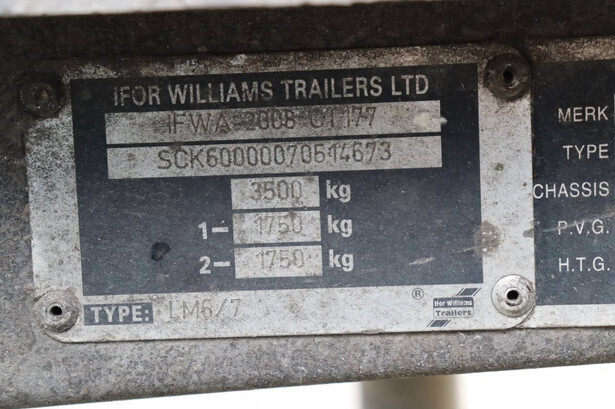 IFOR WILLIAMS TRAILERS LTD
IFWA 2008 CT177
SCK60000070514673
3500 kg
1- 1750 kg
2- 1750 kg
TYPE: LM6/7
®
Ifor Williams
Trailers
MERK
TYPE
CHASSIS
P.V.G.
H.T.G.